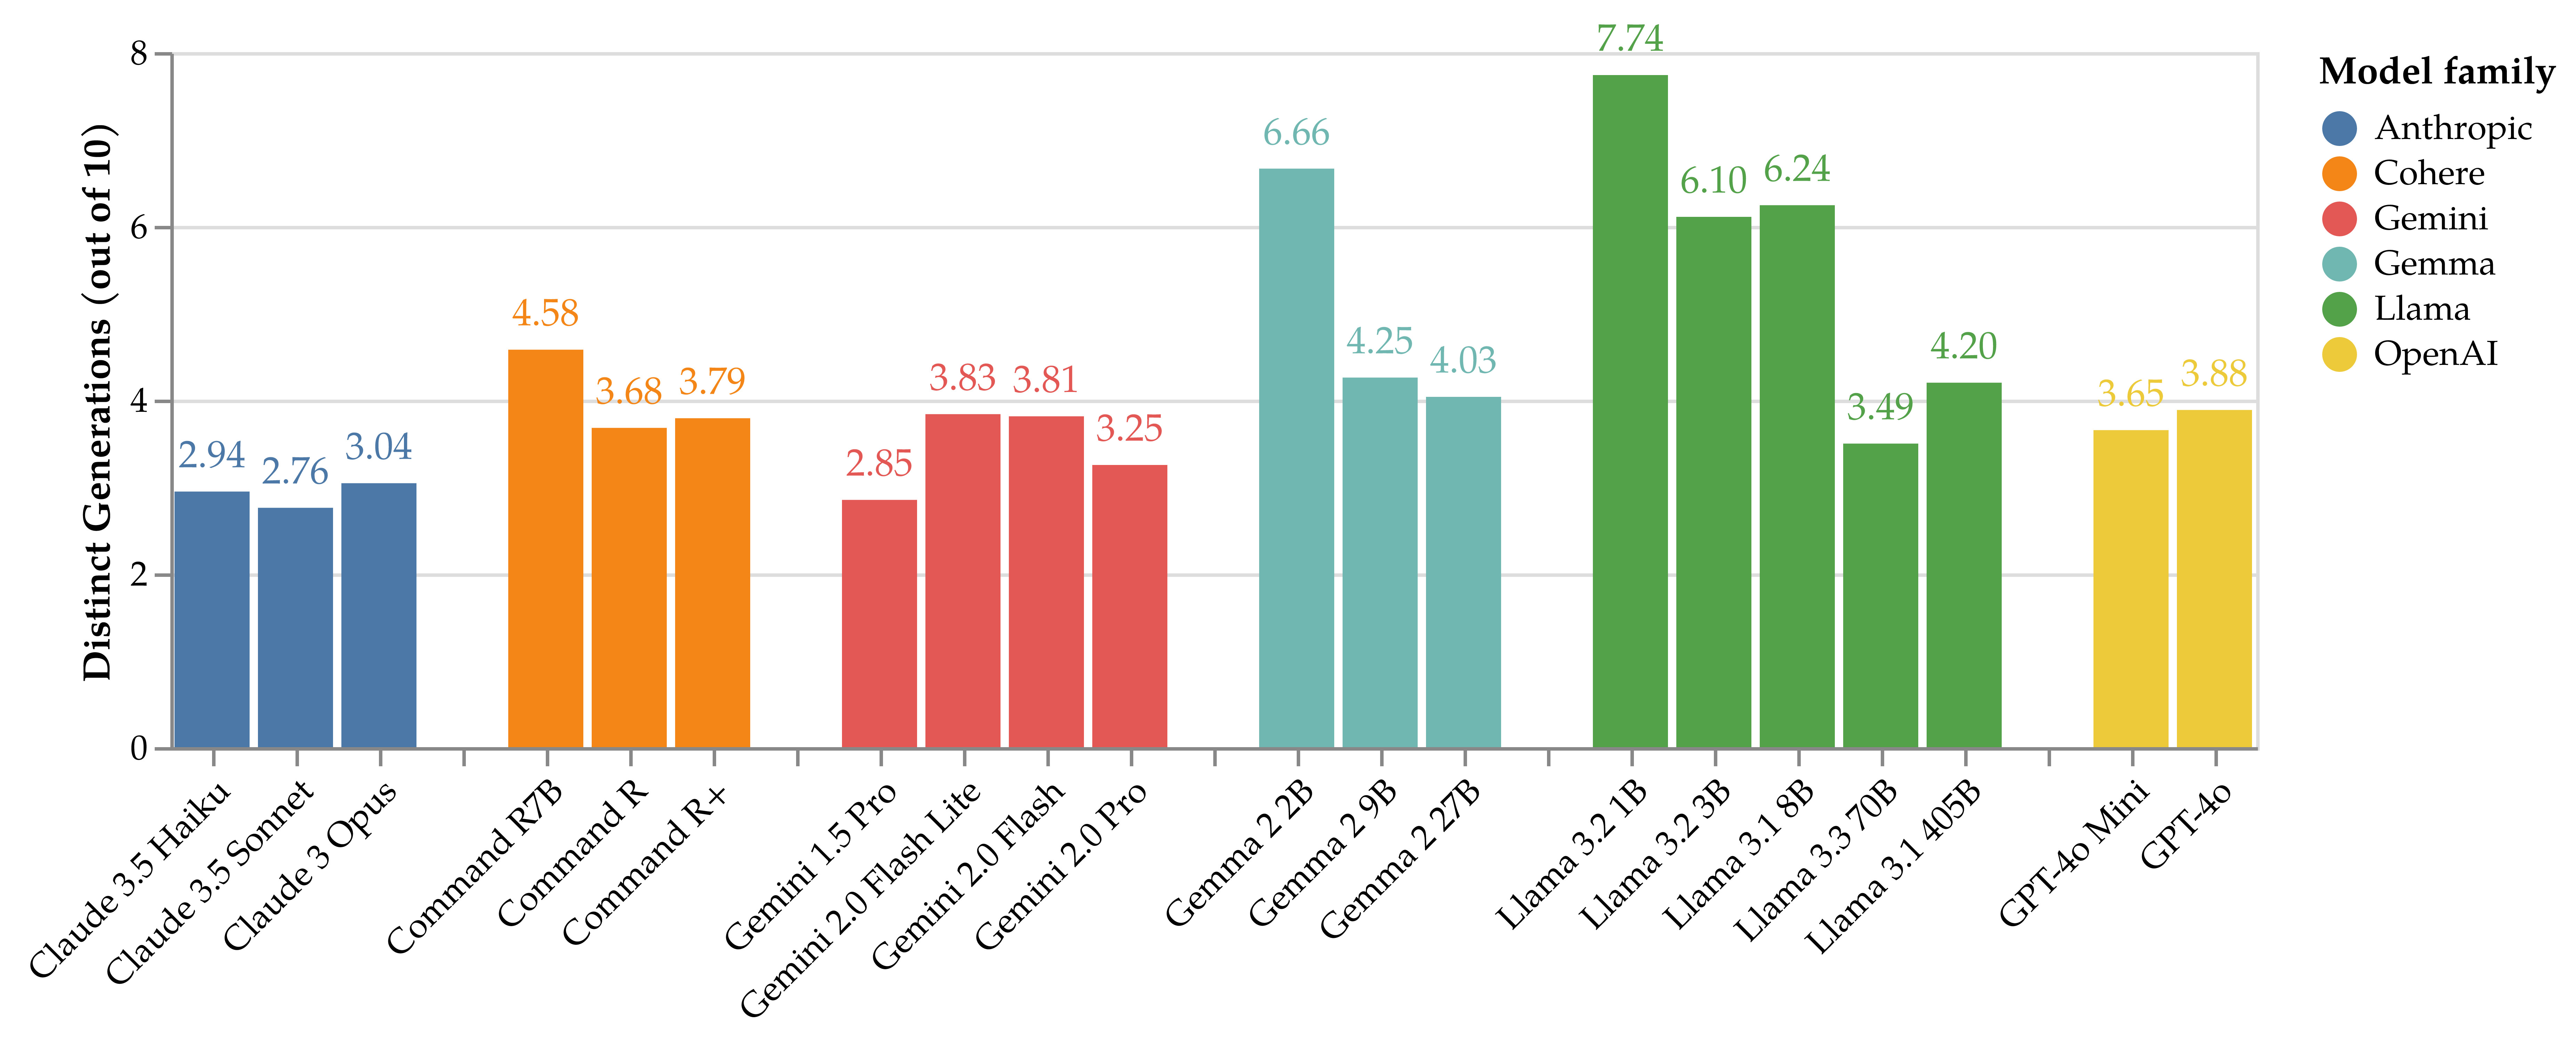 Distinct Generations (out of 10)
8
6
4
2
0
2.94
2.76
3.04
4.58
3.68
3.79
2.85
3.83
3.81
3.25
6.66
4.25
4.03
7.74
6.10
6.24
3.49
4.20
3.65
3.88
Claude 3.5 Haiku
Claude 3.5 Sonnet
Claude 3 Opus
Command R7B
Command R
Command R+
Gemini 1.5 Pro
Gemini 2.0 Flash Lite
Gemini 2.0 Flash
Gemini 2.0 Pro
Gemma 2 2B
Gemma 2 9B
Gemma 2 27B
Llama 3.2 1B
Llama 3.2 3B
Llama 3.1 8B
Llama 3.3 70B
Llama 3.1 405B
GPT-4o Mini
GPT-4o
Model family
Anthropic
Cohere
Gemini
Gemma
Llama
OpenAI